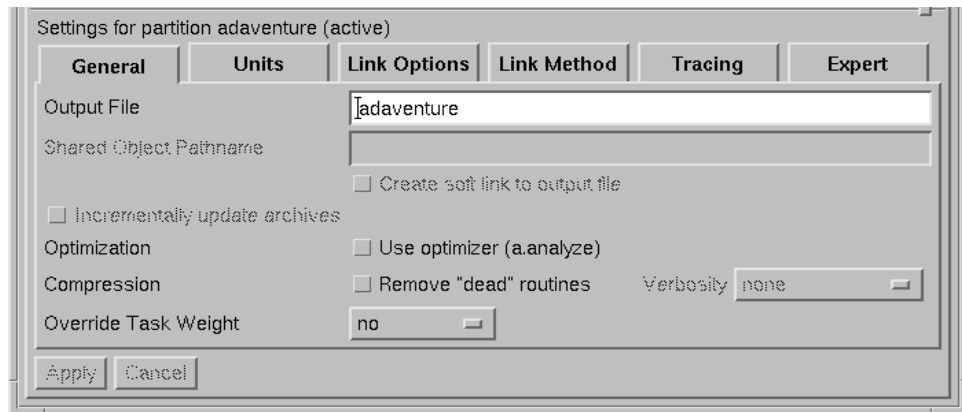 Settings for partition adaventure (active)
General Units Link Options Link Method Tracing Expert
Output File adaventure
Shared Object Pathname
Create soft link to output file
Incrementally update archives
Optimization Use optimizer (a.analyze)
Compression Remove "dead" routines Verbosity none
Override Task Weight no
Apply Cancel